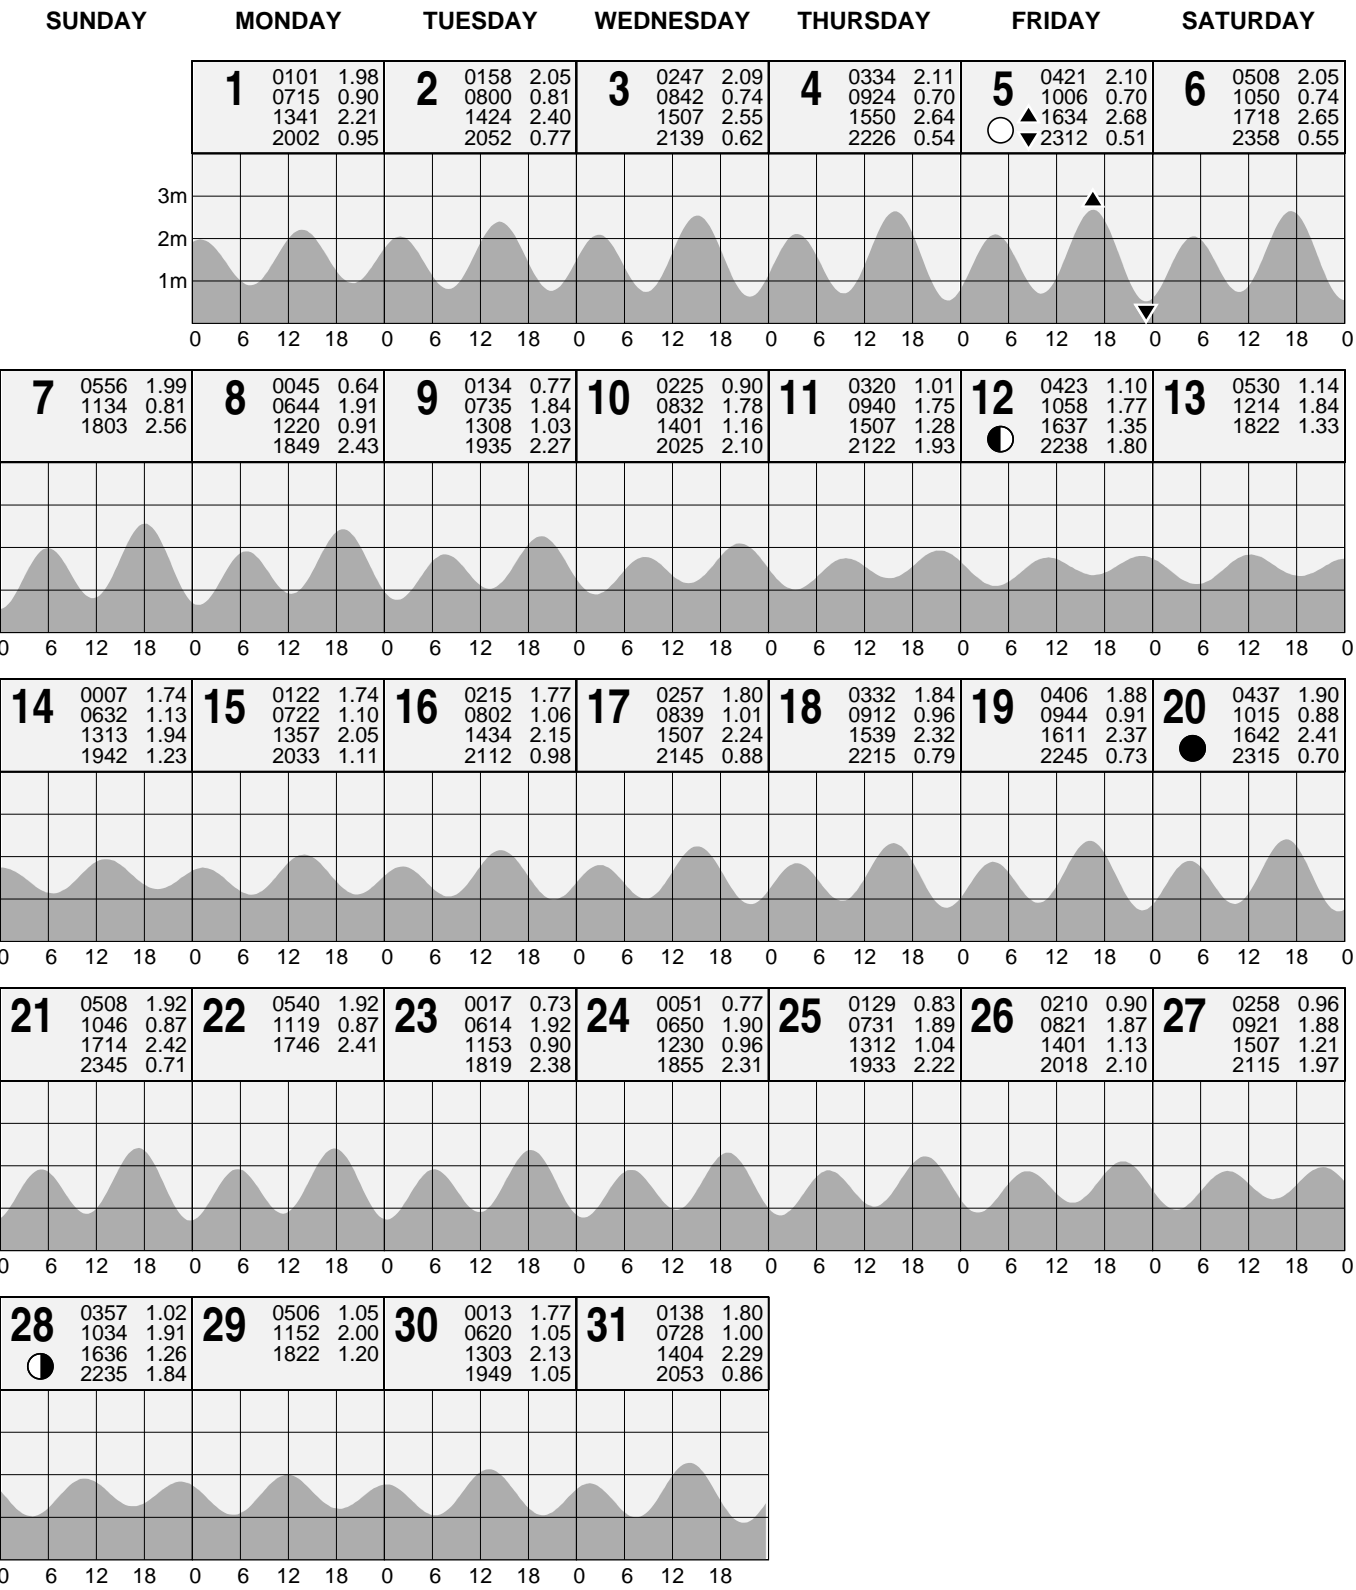 SUNDAY MONDAY TUESDAY WEDNESDAY THURSDAY FRIDAY SATURDAY
1 0101 1.98
0715 0.90
1341 2.21
2002 0.95
2 0158 2.05
0800 0.81
1424 2.40
2052 0.77
3 0247 2.09
0842 0.74
1507 2.55
2139 0.62
4 0334 2.11
0924 0.70
1550 2.64
2226 0.54
5 0421 2.10
1006 0.70
▲1634 2.68
▼2312 0.51
6 0508 2.05
1050 0.74
1718 2.65
2358 0.55
3m
2m
1m
0 6 12 18 0 6 12 18 0 6 12 18 0 6 12 18 0 6 12 18 0 6 12 18 0
7 0556 1.99
1134 0.81
1803 2.56
8 0045 0.64
0644 1.91
1220 0.91
1849 2.43
9 0134 0.77
0735 1.84
1308 1.03
1935 2.27
10 0225 0.90
0832 1.78
1401 1.16
2025 2.10
11 0320 1.01
0940 1.75
1507 1.28
2122 1.93
12 0423 1.10
1058 1.77
1637 1.35
2238 1.80
13 0530 1.14
1214 1.84
1822 1.33
0 6 12 18 0 6 12 18 0 6 12 18 0 6 12 18 0 6 12 18 0 6 12 18 0 6 12 18 0
14 0007 1.74
0632 1.13
1313 1.94
1942 1.23
15 0122 1.74
0722 1.10
1357 2.05
2033 1.11
16 0215 1.77
0802 1.06
1434 2.15
2112 0.98
17 0257 1.80
0839 1.01
1507 2.24
2145 0.88
18 0332 1.84
0912 0.96
1539 2.32
2215 0.79
19 0406 1.88
0944 0.91
1611 2.37
2245 0.73
20 0437 1.90
1015 0.88
1642 2.41
2315 0.70
0 6 12 18 0 6 12 18 0 6 12 18 0 6 12 18 0 6 12 18 0 6 12 18 0 6 12 18 0
21 0508 1.92
1046 0.87
1714 2.42
2345 0.71
22 0540 1.92
1119 0.87
1746 2.41
23 0017 0.73
0614 1.92
1153 0.90
1819 2.38
24 0051 0.77
0650 1.90
1230 0.96
1855 2.31
25 0129 0.83
0731 1.89
1312 1.04
1933 2.22
26 0210 0.90
0821 1.87
1401 1.13
2018 2.10
27 0258 0.96
0921 1.88
1507 1.21
2115 1.97
0 6 12 18 0 6 12 18 0 6 12 18 0 6 12 18 0 6 12 18 0 6 12 18 0 6 12 18 0
28 0357 1.02
1034 1.91
1636 1.26
2235 1.84
29 0506 1.05
1152 2.00
1822 1.20
30 0013 1.77
0620 1.05
1303 2.13
1949 1.05
31 0138 1.80
0728 1.00
1404 2.29
2053 0.86
0 6 12 18 0 6 12 18 0 6 12 18 0 6 12 18